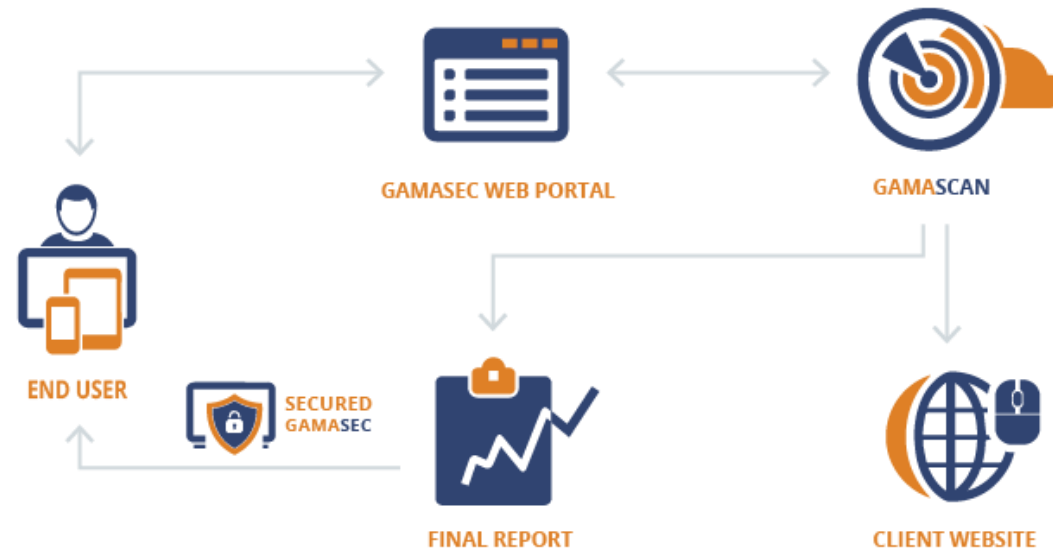 GAMASEC WEB PORTAL
GAMASCAN
END USER
SECURED
GAMASEC
FINAL REPORT
CLIENT WEBSITE